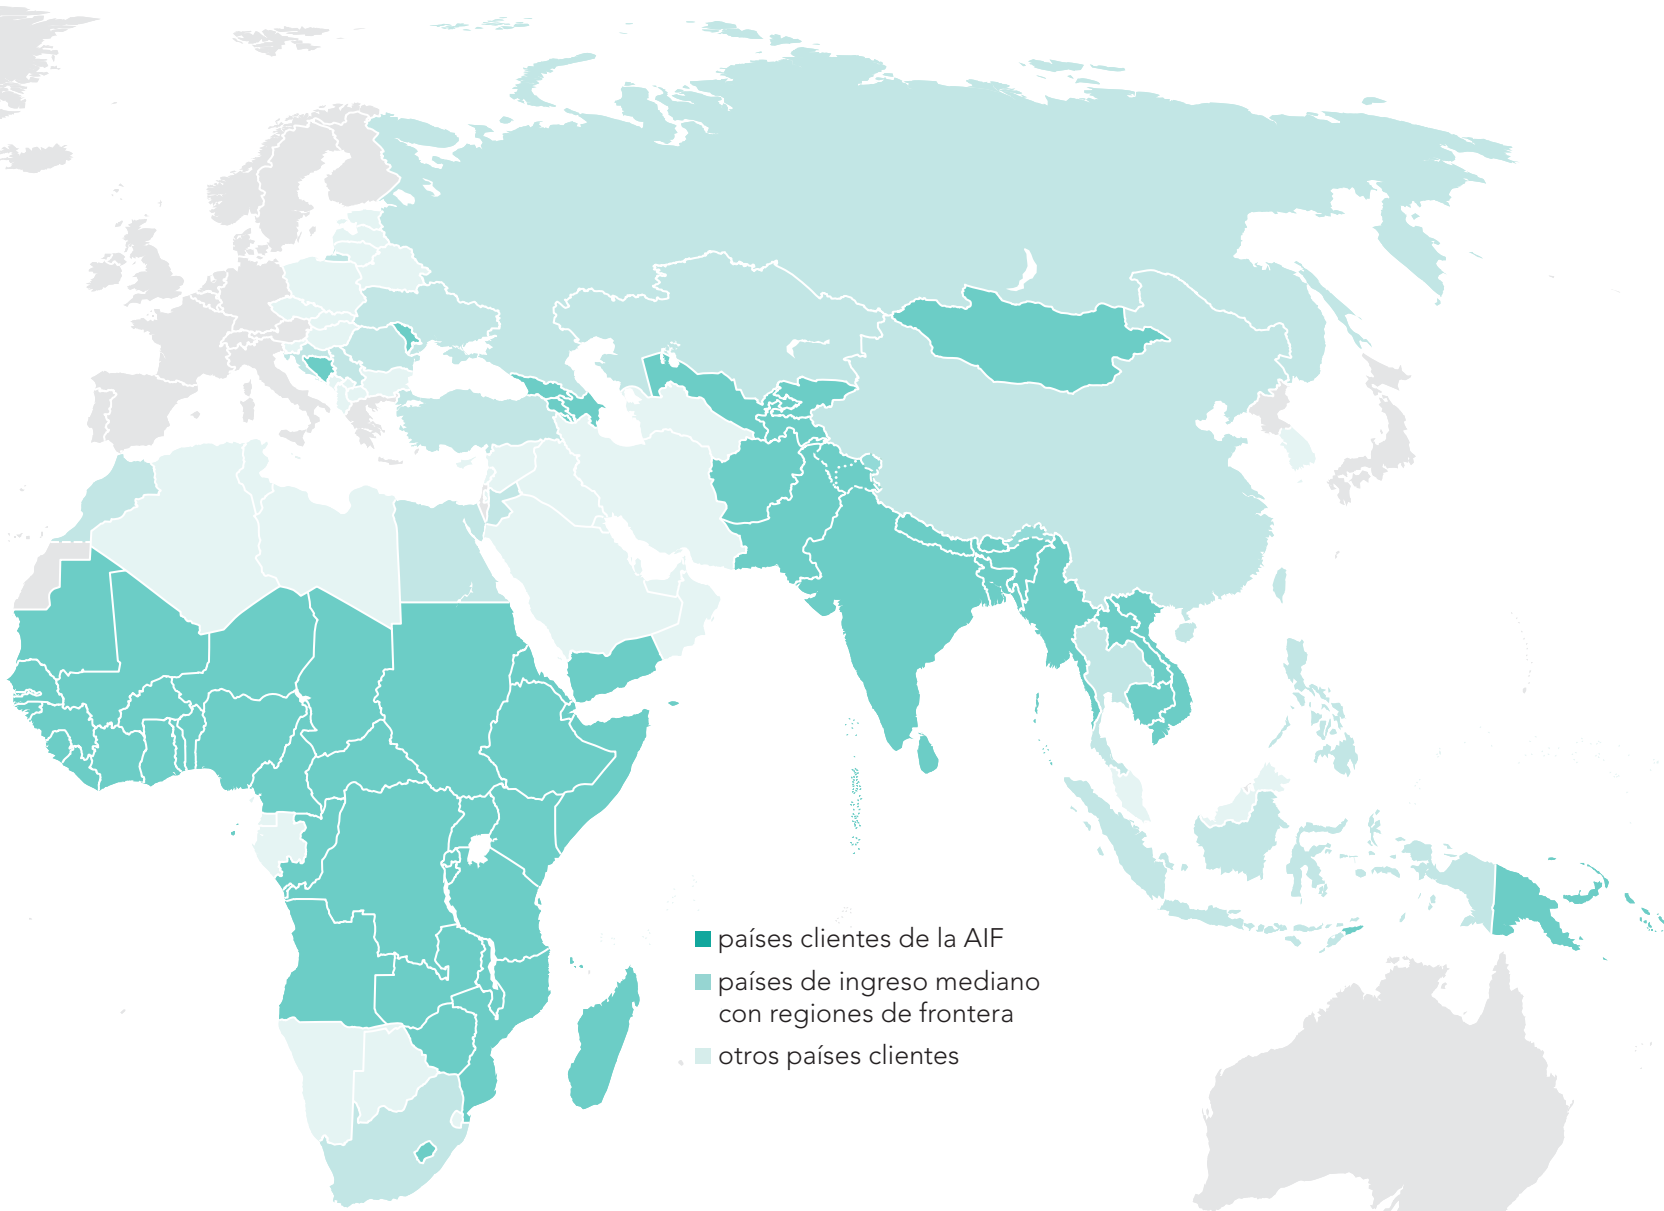 países clientes de la AIF
países de ingreso mediano
con regiones de frontera
otros países clientes